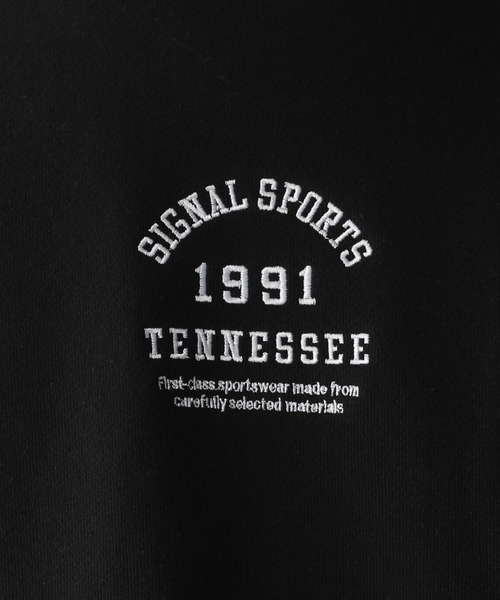 SIGNAL SPORTS
1991
TENNESSEE
First-class.sportswear made from
carefully selected materials